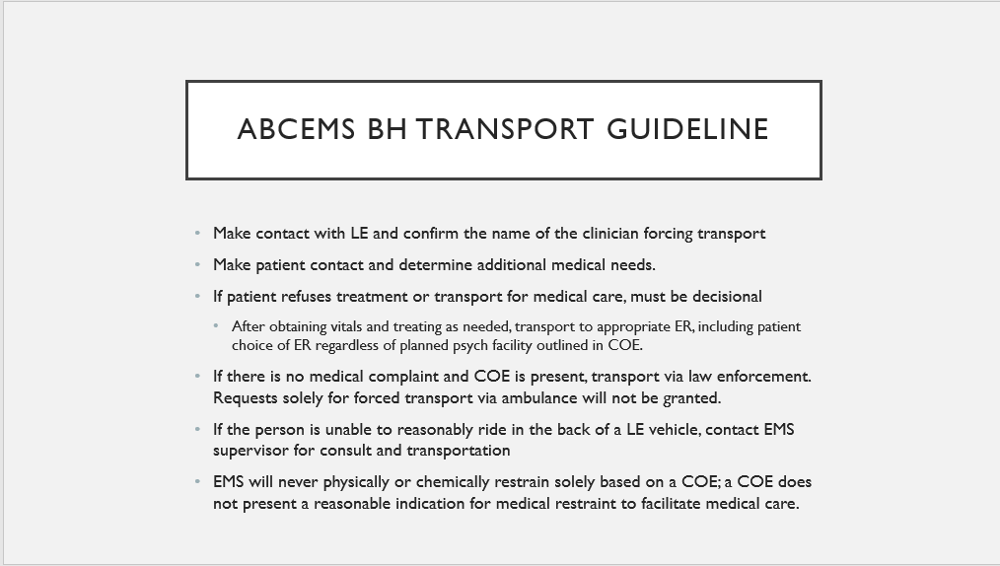 ABCEMS BH TRANSPORT GUIDELINE
• Make contact with LE and confirm the name of the clinician forcing transport
• Make patient contact and determine additional medical needs.
• If patient refuses treatment or transport for medical care, must be decisional
• After obtaining vitals and treating as needed, transport to appropriate ER, including patient
choice of ER regardless of planned psych facility outlined in COE.
• If there is no medical complaint and COE is present, transport via law enforcement.
Requests solely for forced transport via ambulance will not be granted.
• If the person is unable to reasonably ride in the back of a LE vehicle, contact EMS
supervisor for consult and transportation
• EMS will never physically or chemically restrain solely based on a COE; a COE does
not present a reasonable indication for medical restraint to facilitate medical care.